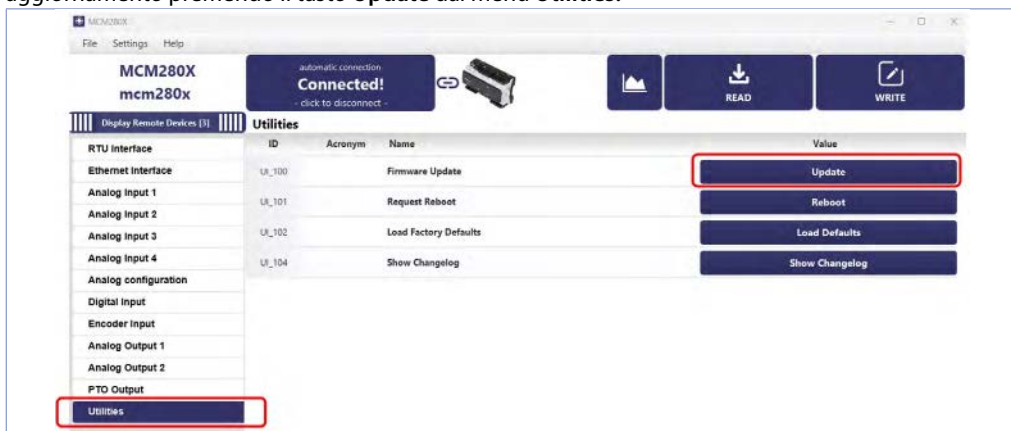 aggiornamento premendo il tasto Update dal menu Utilities.
MCM280X
File Settings Help
MCM280X
mcm280x
automatic connection
Connected!
- click to disconnect -
READ
WRITE
Display Remote Devices [3]
Utilities
ID Acronym Name Value
RTU Interface
Ethernet Interface
Analog Input 1
Analog Input 2
Analog Input 3
Analog Input 4
Analog configuration
Digital Input
Encoder Input
Analog Output 1
Analog Output 2
PTO Output
Utilities
UI_100 Firmware Update Update
UI_101 Request Reboot Reboot
UI_102 Load Factory Defaults Load Defaults
UI_104 Show Changelog Show Changelog